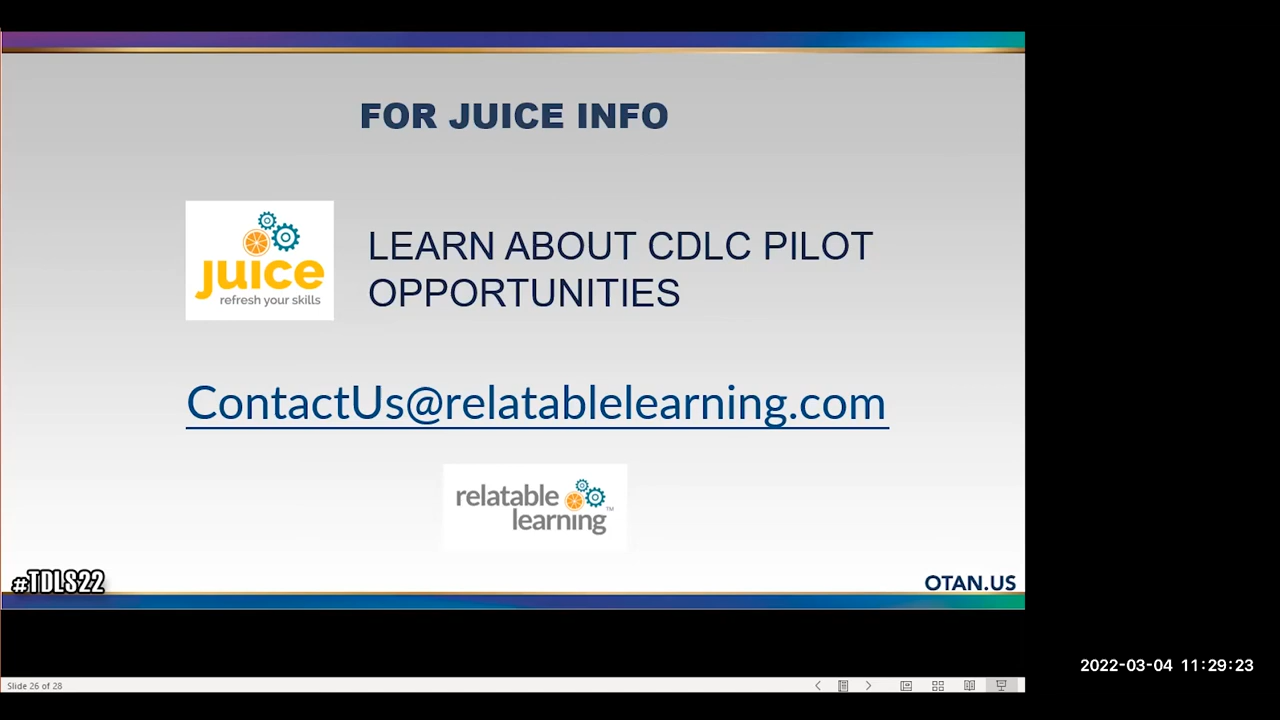 FOR JUICE INFO
juice
refresh your skills
LEARN ABOUT CDLC PILOT
OPPORTUNITIES
ContactUs@relatablelearning.com
relatable
learning™
#TDLS22
OTAN.US
2022-03-04 11:29:23
Slide 26 of 28